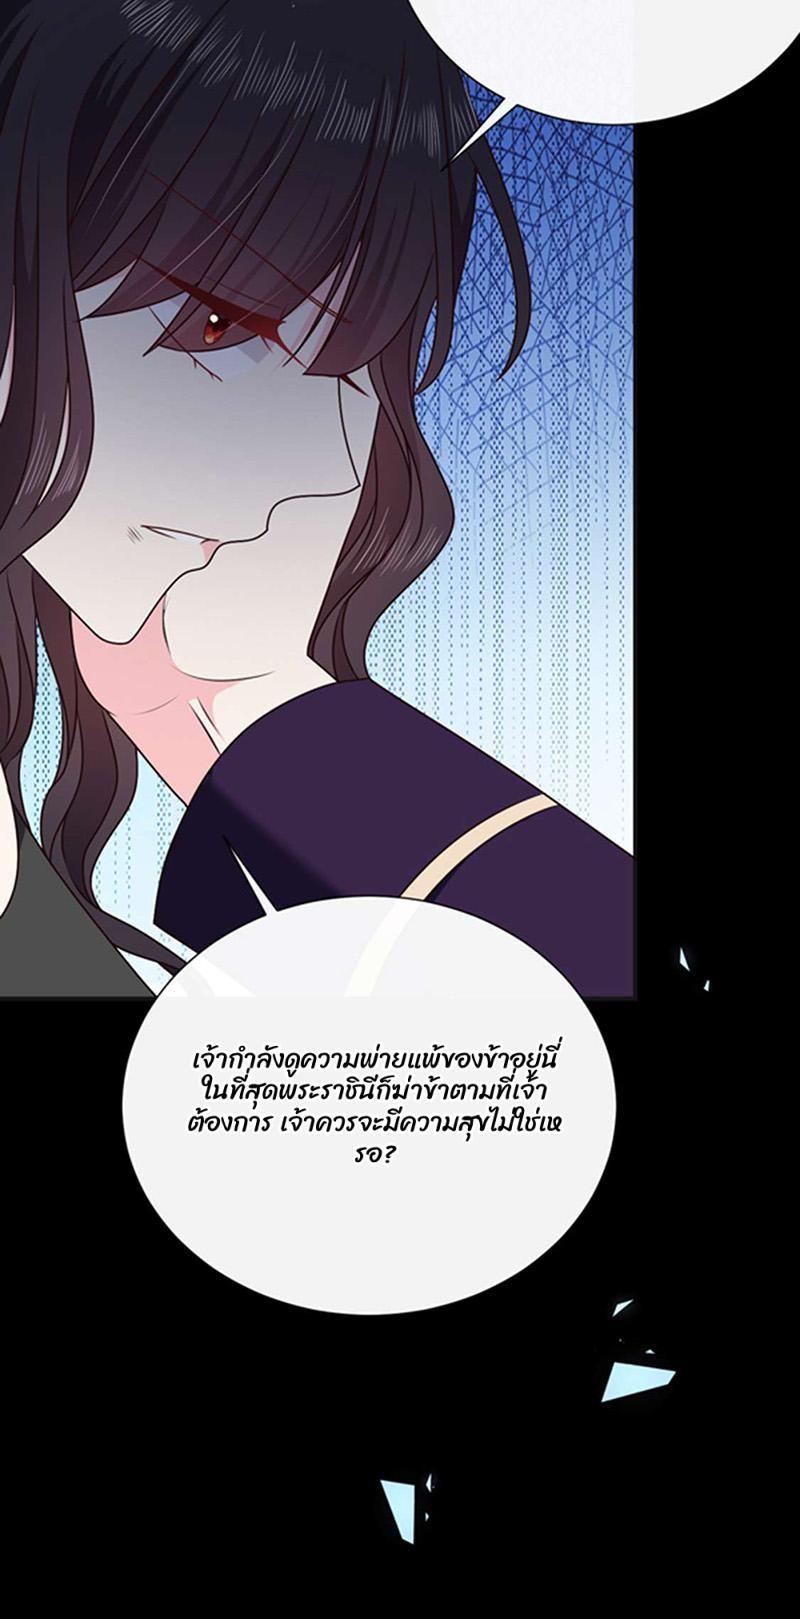 เจ้ากำลังดูความพ่ายแพ้ของข้าอยู่นี่
ในที่สุดพระราชินีก็ฆ่าข้าตามที่เจ้า
ต้องการ เจ้าควรจะมีความสุขไม่ใช่เห
รอ?